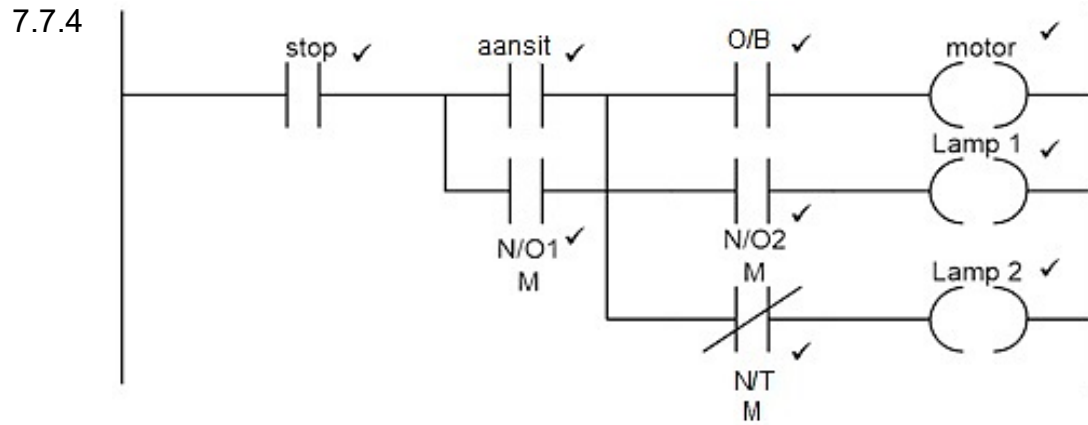 7.7.4
stop ✓ aansit ✓ O/B ✓ motor ✓
Lamp 1 ✓
N/O1 ✓ N/O2 ✓
M M
Lamp 2 ✓
N/T ✓
M